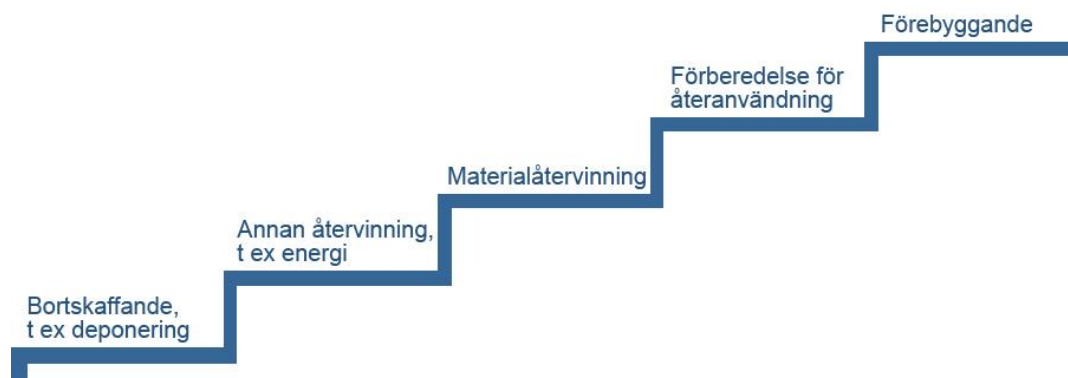 Förebyggande
Förberedelse för
återanvändning
Materialåtervinning
Annan återvinning,
t ex energi
Bortskaffande,
t ex deponering